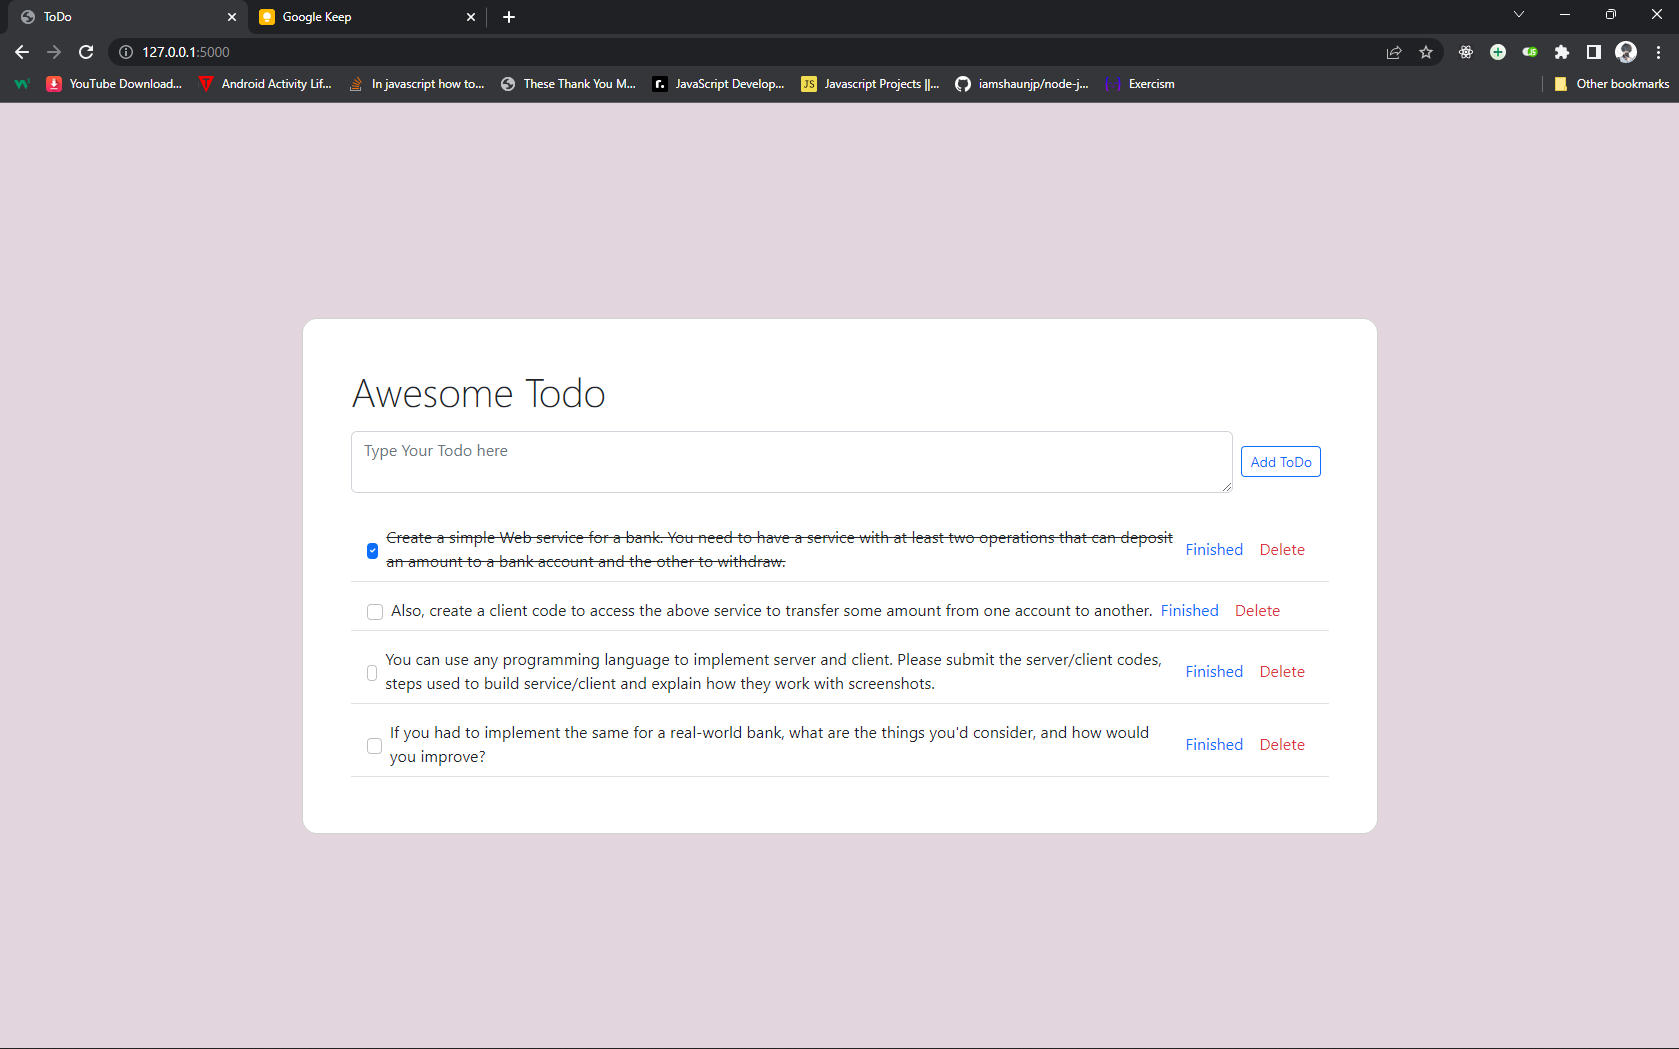 ToDo
Google Keep
127.0.0.1:5000
YouTube Download...
Android Activity Lif...
In javascript how to...
These Thank You M...
JavaScript Develop...
JS
Javascript Projects ||...
iamshaunjp/node-j...
Exercism
Other bookmarks
Awesome Todo
Type Your Todo here
Add ToDo
Create a simple Web service for a bank. You need to have a service with at least two operations that can deposit
an amount to a bank account and the other to withdraw.
Finished Delete
Also, create a client code to access the above service to transfer some amount from one account to another. Finished Delete
You can use any programming language to implement server and client. Please submit the server/client codes,
steps used to build service/client and explain how they work with screenshots.
Finished Delete
If you had to implement the same for a real-world bank, what are the things you'd consider, and how would
you improve?
Finished Delete